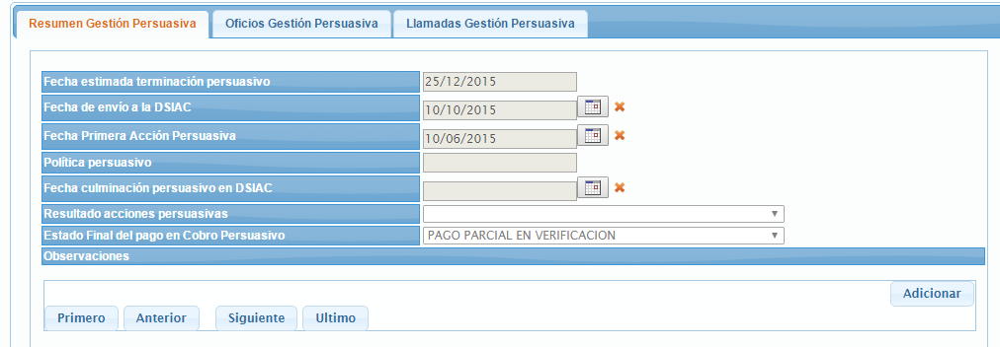 Resumen Gestión Persuasiva Oficios Gestión Persuasiva Llamadas Gestión Persuasiva
Fecha estimada terminación persuasivo 25/12/2015
Fecha de envío a la DSIAC 10/10/2015
Fecha Primera Acción Persuasiva 10/06/2015
Política persuasivo
Fecha culminación persuasivo en DSIAC
Resultado acciones persuasivas
Estado Final del pago en Cobro Persuasivo PAGO PARCIAL EN VERIFICACION
Observaciones
Adicionar
Primero Anterior Siguiente Ultimo